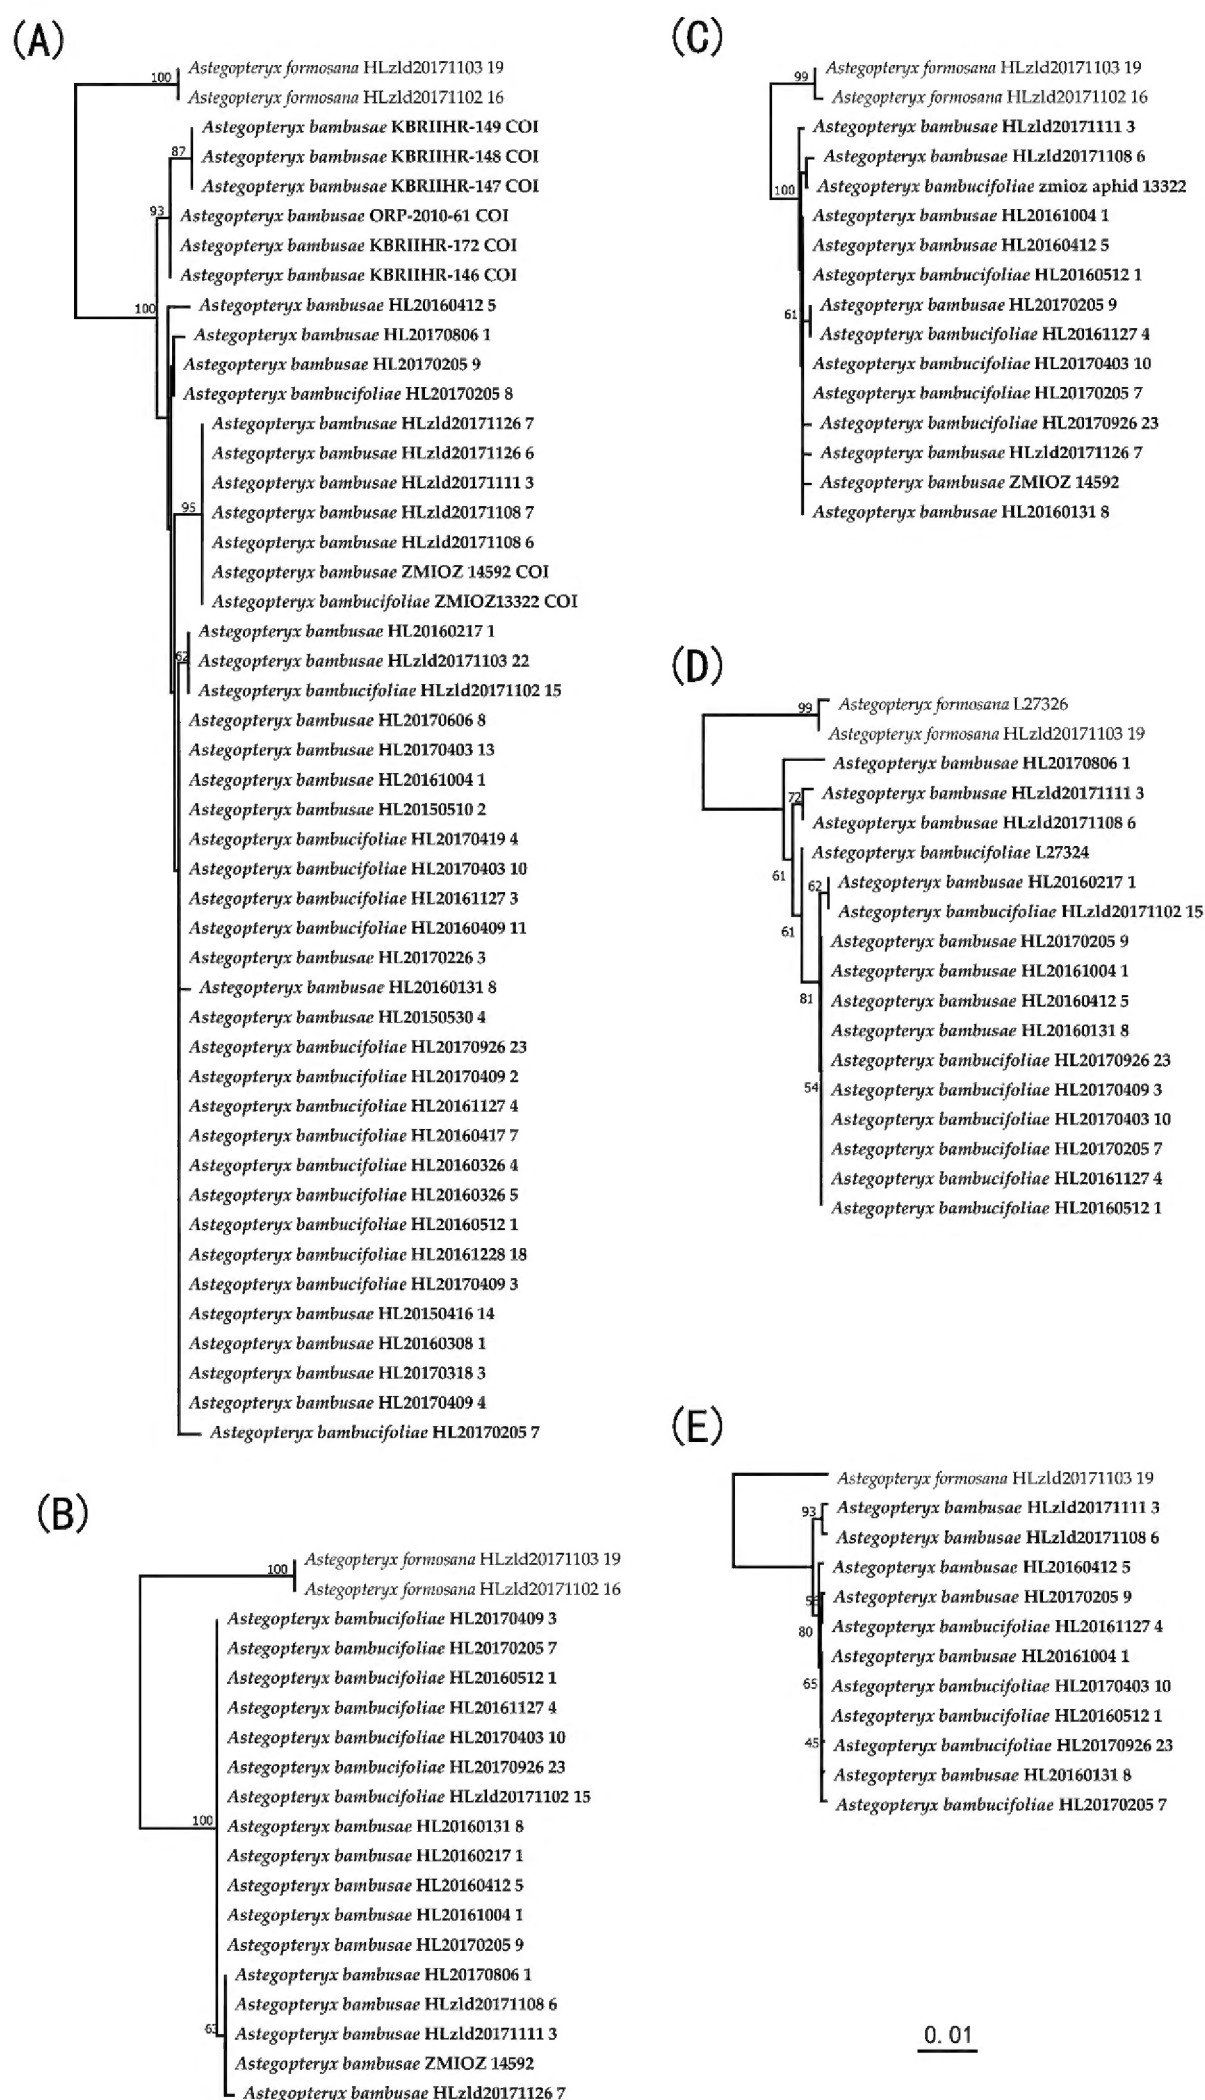 (A)
100
Astegopteryx formosana HLzld20171103 19
Astegopteryx formosana HLzld20171102 16
Astegopteryx bambusae KBRIIHR-149 COI
87
Astegopteryx bambusae KBRIIHR-148 COI
Astegopteryx bambusae KBRIIHR-147 COI
93
Astegopteryx bambusae ORP-2010-61 COI
Astegopteryx bambusae KBRIIHR-172 COI
Astegopteryx bambusae KBRIIHR-146 COI
100
Astegopteryx bambusae HL20160412 5
Astegopteryx bambusae HL20170806 1
Astegopteryx bambusae HL20170205 9
Astegopteryx bambucifoliae HL20170205 8
Astegopteryx bambusae HLzld20171126 7
Astegopteryx bambusae HLzld20171126 6
Astegopteryx bambusae HLzld20171111 3
95
Astegopteryx bambusae HLzld20171108 7
Astegopteryx bambusae HLzld20171108 6
Astegopteryx bambusae ZMIOZ 14592 COI
Astegopteryx bambucifoliae ZMIOZ13322 COI
Astegopteryx bambusae HL20160217 1
62
Astegopteryx bambusae HLzld20171103 22
Astegopteryx bambucifoliae HLzld20171102 15
Astegopteryx bambusae HL20170606 8
Astegopteryx bambusae HL20170403 13
Astegopteryx bambusae HL20161004 1
Astegopteryx bambusae HL20150510 2
Astegopteryx bambucifoliae HL20170419 4
Astegopteryx bambucifoliae HL20170403 10
Astegopteryx bambucifoliae HL20161127 3
Astegopteryx bambucifoliae HL20160409 11
Astegopteryx bambusae HL20170226 3
Astegopteryx bambusae HL20160131 8
Astegopteryx bambusae HL20150530 4
Astegopteryx bambucifoliae HL20170926 23
Astegopteryx bambucifoliae HL20170409 2
Astegopteryx bambucifoliae HL20161127 4
Astegopteryx bambucifoliae HL20160417 7
Astegopteryx bambucifoliae HL20160326 4
Astegopteryx bambucifoliae HL20160326 5
Astegopteryx bambucifoliae HL20160512 1
Astegopteryx bambucifoliae HL20161228 18
Astegopteryx bambucifoliae HL20170409 3
Astegopteryx bambusae HL20150416 14
Astegopteryx bambusae HL20160308 1
Astegopteryx bambusae HL20170318 3
Astegopteryx bambusae HL20170409 4
Astegopteryx bambucifoliae HL20170205 7
(B)
100
Astegopteryx formosana HLzld20171103 19
Astegopteryx formosana HLzld20171102 16
Astegopteryx bambucifoliae HL20170409 3
Astegopteryx bambucifoliae HL20170205 7
Astegopteryx bambucifoliae HL20160512 1
Astegopteryx bambucifoliae HL20161127 4
Astegopteryx bambucifoliae HL20170403 10
Astegopteryx bambucifoliae HL20170926 23
Astegopteryx bambucifoliae HLzld20171102 15
100
Astegopteryx bambusae HL20160131 8
Astegopteryx bambusae HL20160217 1
Astegopteryx bambusae HL20160412 5
Astegopteryx bambusae HL20161004 1
Astegopteryx bambusae HL20170205 9
Astegopteryx bambusae HL20170806 1
Astegopteryx bambusae HLzld20171108 6
63
Astegopteryx bambusae HLzld20171111 3
Astegopteryx bambusae ZMIOZ 14592
Astegopteryx bambusae HLzld20171126 7
(C)
99
Astegopteryx formosana HLzld20171103 19
Astegopteryx formosana HLzld20171102 16
Astegopteryx bambusae HLzld20171111 3
Astegopteryx bambusae HLzld20171108 6
100
Astegopteryx bambucifoliae zmioz aphid 13322
Astegopteryx bambusae HL20161004 1
Astegopteryx bambusae HL20160412 5
Astegopteryx bambucifoliae HL20160512 1
Astegopteryx bambusae HL20170205 9
61
Astegopteryx bambucifoliae HL20161127 4
Astegopteryx bambucifoliae HL20170403 10
Astegopteryx bambucifoliae HL20170205 7
Astegopteryx bambucifoliae HL20170926 23
Astegopteryx bambusae HLzld20171126 7
Astegopteryx bambusae ZMIOZ 14592
Astegopteryx bambusae HL20160131 8
(D)
99
Astegopteryx formosana L27326
Astegopteryx formosana HLzld20171103 19
Astegopteryx bambusae HL20170806 1
72
Astegopteryx bambusae HLzld20171111 3
Astegopteryx bambusae HLzld20171108 6
Astegopteryx bambucifoliae L27324
61
62
Astegopteryx bambusae HL20160217 1
Astegopteryx bambucifoliae HLzld20171102 15
61
Astegopteryx bambusae HL20170205 9
Astegopteryx bambusae HL20161004 1
81
Astegopteryx bambusae HL20160412 5
Astegopteryx bambusae HL20160131 8
Astegopteryx bambucifoliae HL20170926 23
54
Astegopteryx bambucifoliae HL20170409 3
Astegopteryx bambucifoliae HL20170403 10
Astegopteryx bambucifoliae HL20170205 7
Astegopteryx bambucifoliae HL20161127 4
Astegopteryx bambucifoliae HL20160512 1
(E)
Astegopteryx formosana HLzld20171103 19
93
Astegopteryx bambusae HLzld20171111 3
Astegopteryx bambusae HLzld20171108 6
Astegopteryx bambusae HL20160412 5
Astegopteryx bambusae HL20170205 9
80
Astegopteryx bambucifoliae HL20161127 4
Astegopteryx bambusae HL20161004 1
65
Astegopteryx bambucifoliae HL20170403 10
Astegopteryx bambucifoliae HL20160512 1
45
Astegopteryx bambucifoliae HL20170926 23
Astegopteryx bambusae HL20160131 8
Astegopteryx bambucifoliae HL20170205 7
0.01